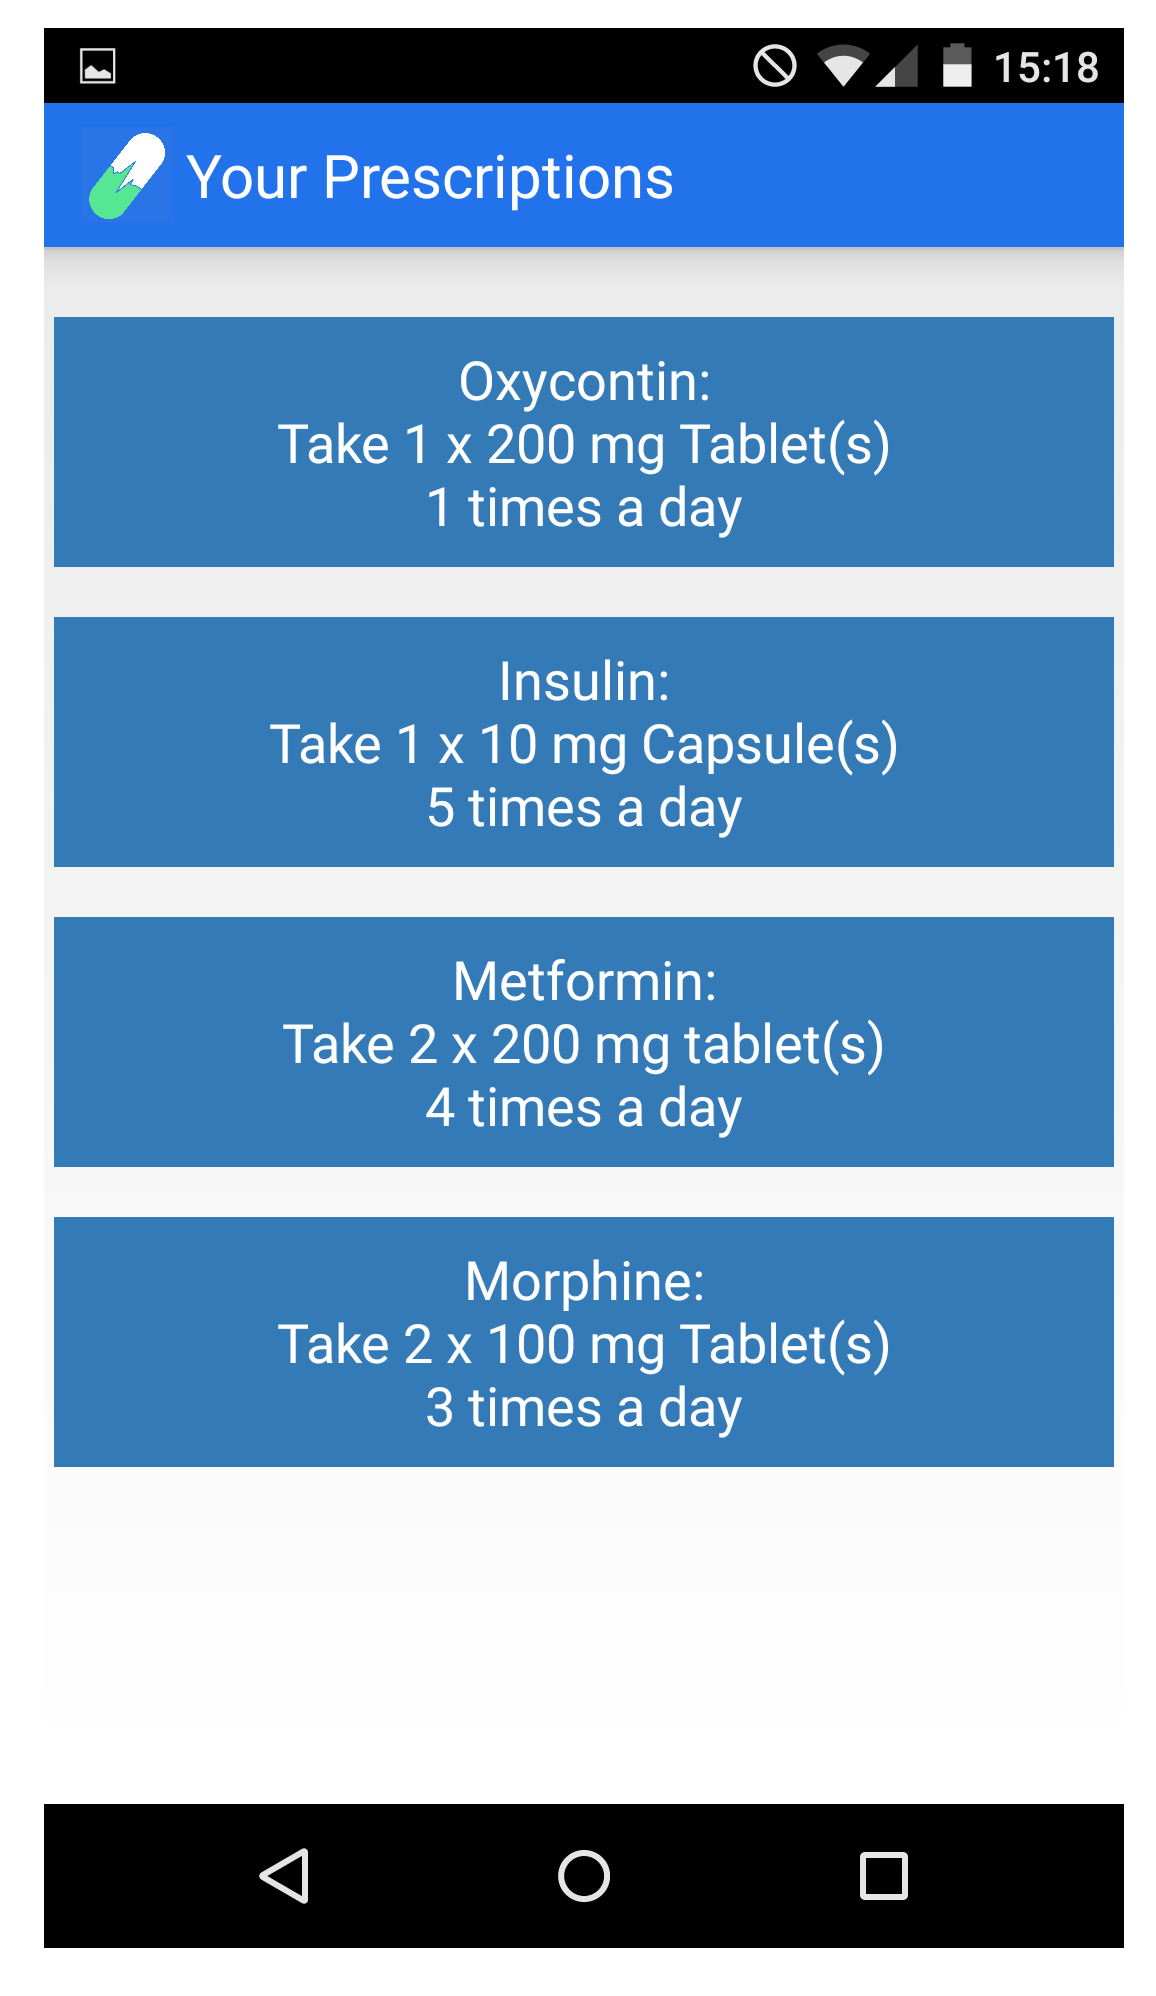 15:18
Your Prescriptions
Oxycontin:
Take 1 x 200 mg Tablet(s)
1 times a day
Insulin:
Take 1 x 10 mg Capsule(s)
5 times a day
Metformin:
Take 2 x 200 mg tablet(s)
4 times a day
Morphine:
Take 2 x 100 mg Tablet(s)
3 times a day